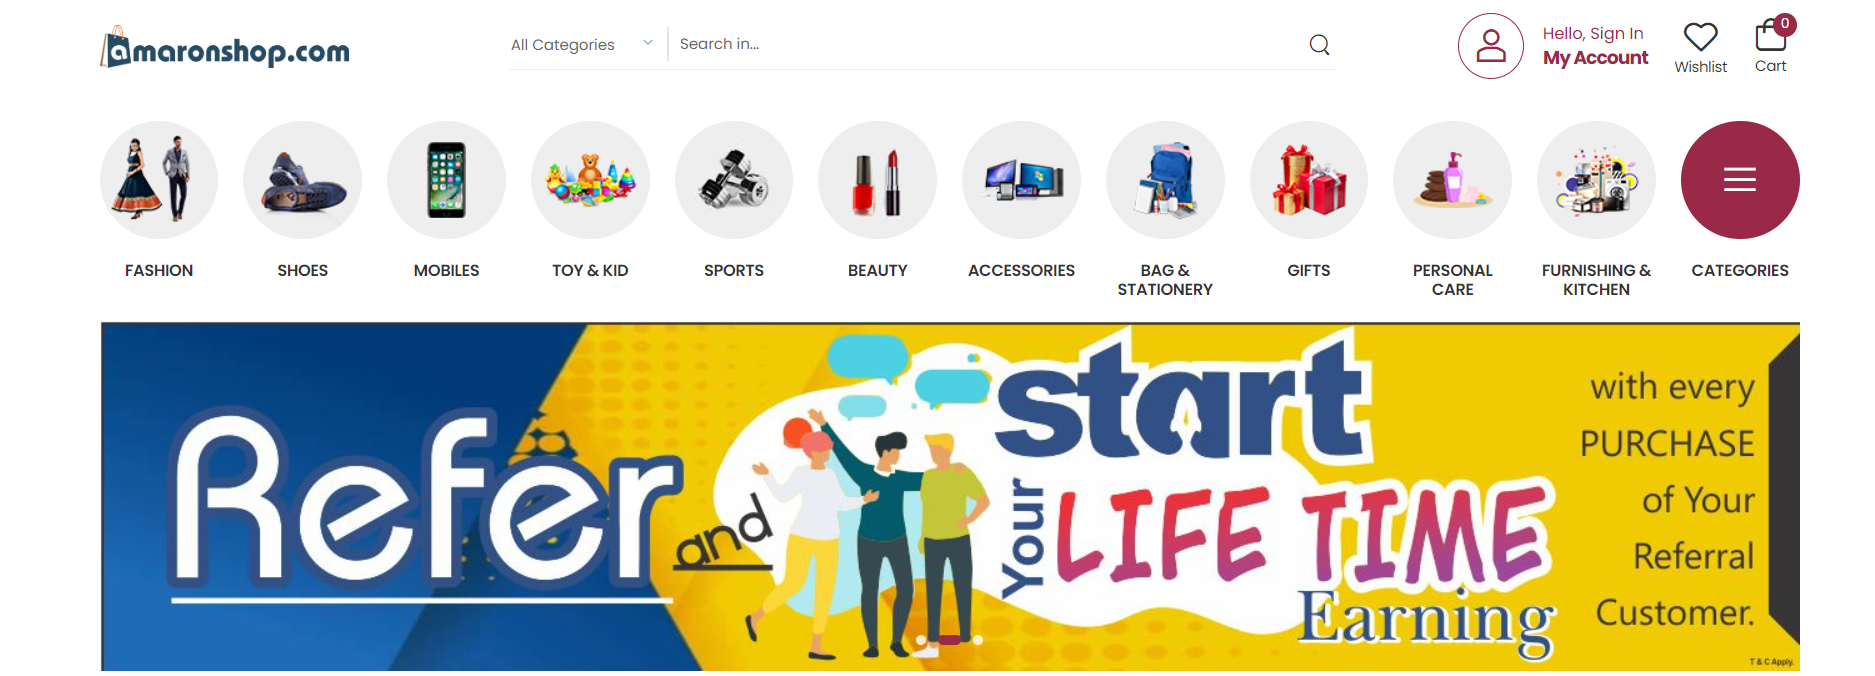 amaronshop.com
All Categories
Search in...
Hello, Sign In
My Account
Wishlist
0
Cart
FASHION
SHOES
MOBILES
TOY & KID
SPORTS
BEAUTY
ACCESSORIES
BAG &
STATIONERY
GIFTS
PERSONAL
CARE
FURNISHING &
KITCHEN
CATEGORIES
Refer
and
start
Your
LIFE TIME
Earning
with every
PURCHASE
of Your
Referral
Customer.
T & C Apply.